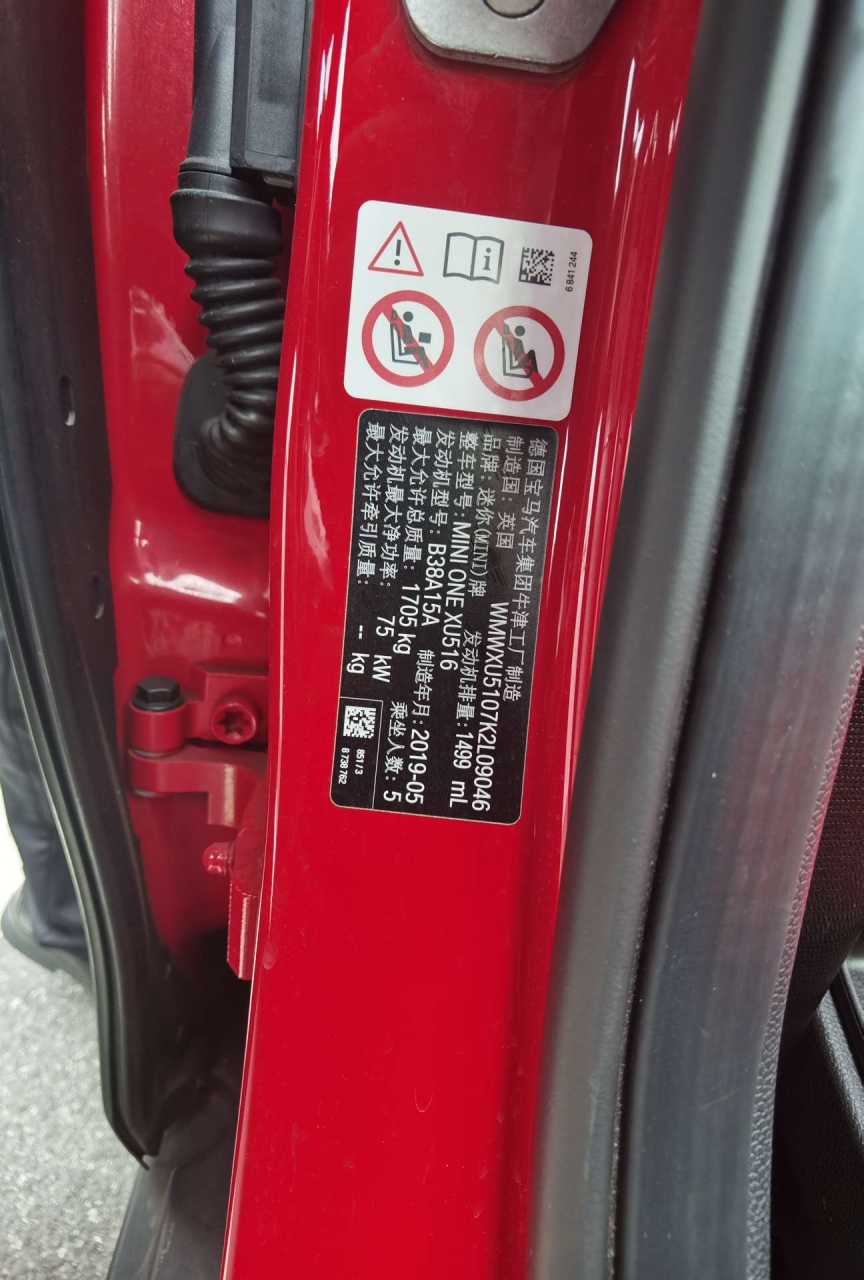 6 841 244
德国宝马汽车集团牛津工厂制造
制造国：英国 WMWXU5107K2L09046
品牌：迷你(MINI)牌 发动机排量：1499 mL
整车型号：MINI ONE XU516
发动机型号：B38A15A 制造年月：2019-05
最大允许总质量：1705 kg 乘坐人数：5
发动机最大净功率：75 kW
最大允许牵引质量：-- kg
851/3
8 738 762